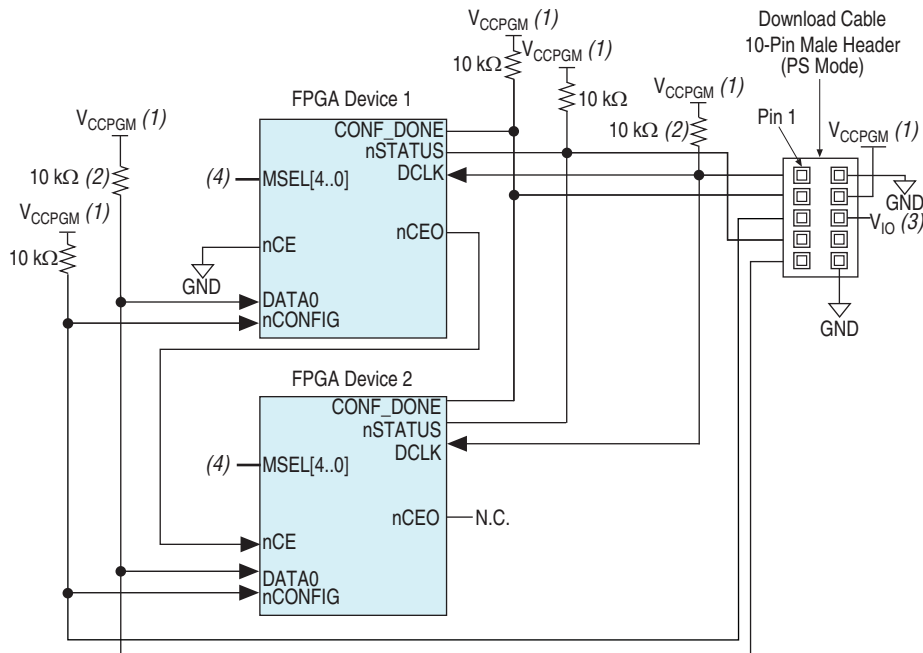 V_CCPGM (1)
10 kΩ
V_CCPGM (1)
10 kΩ
V_CCPGM (1)
10 kΩ (2)
Download Cable
10-Pin Male Header
(PS Mode)
Pin 1
V_CCPGM (1)
GND
V_IO (3)
GND
V_CCPGM (1)
10 kΩ (2)
V_CCPGM (1)
10 kΩ
FPGA Device 1
CONF_DONE
nSTATUS
DCLK
(4)
MSEL[4..0]
nCEO
nCE
GND
DATA0
nCONFIG
FPGA Device 2
CONF_DONE
nSTATUS
DCLK
(4)
MSEL[4..0]
nCEO
N.C.
nCE
DATA0
nCONFIG